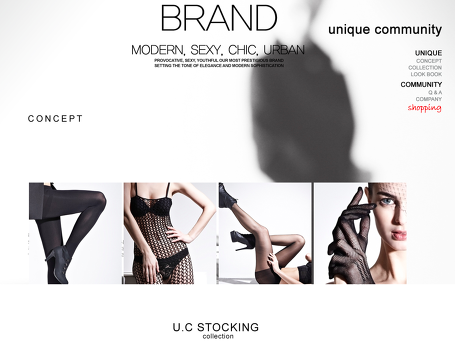 BRAND
MODERN, SEXY, CHIC, URBAN
PROVOCATIVE, SEXY, YOUTHFUL OUR MOST PRESTIGIOUS BRAND
SETTING THE TONE OF ELEGANCE AND MODERN SOPHISTICATION
unique community
UNIQUE
CONCEPT
COLLECTION
LOOK BOOK
COMMUNITY
Q & A
COMPANY
shopping
CONCEPT
U.C STOCKING
collection